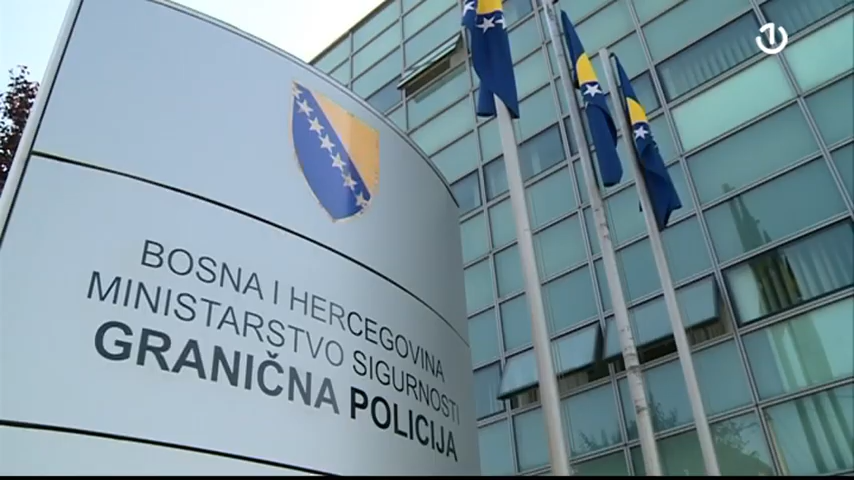 BOSNA I HERCEGOVINA
MINISTARSTVO SIGURNOSTI
GRANIČNA POLICIJA